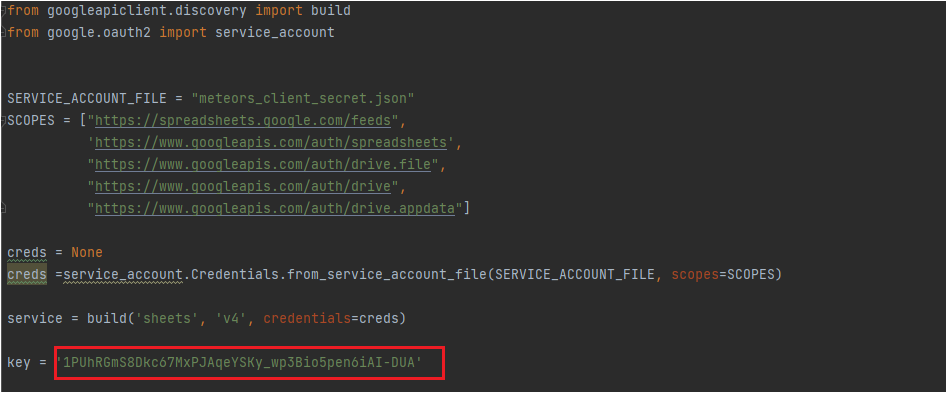 from googleapiclient.discovery import build
from google.oauth2 import service_account
SERVICE_ACCOUNT_FILE = "meteors_client_secret.json"
SCOPES = ["https://spreadsheets.google.com/feeds",
'https://www.googleapis.com/auth/spreadsheets',
"https://www.googleapis.com/auth/drive.file",
"https://www.googleapis.com/auth/drive",
"https://www.googleapis.com/auth/drive.appdata"]
creds = None
creds =service_account.Credentials.from_service_account_file(SERVICE_ACCOUNT_FILE, scopes=SCOPES)
service = build('sheets', 'v4', credentials=creds)
key = '1PUhRGmS8Dkc67MxPJAqeYSKy_wp3Bio5pen6iAI-DUA'